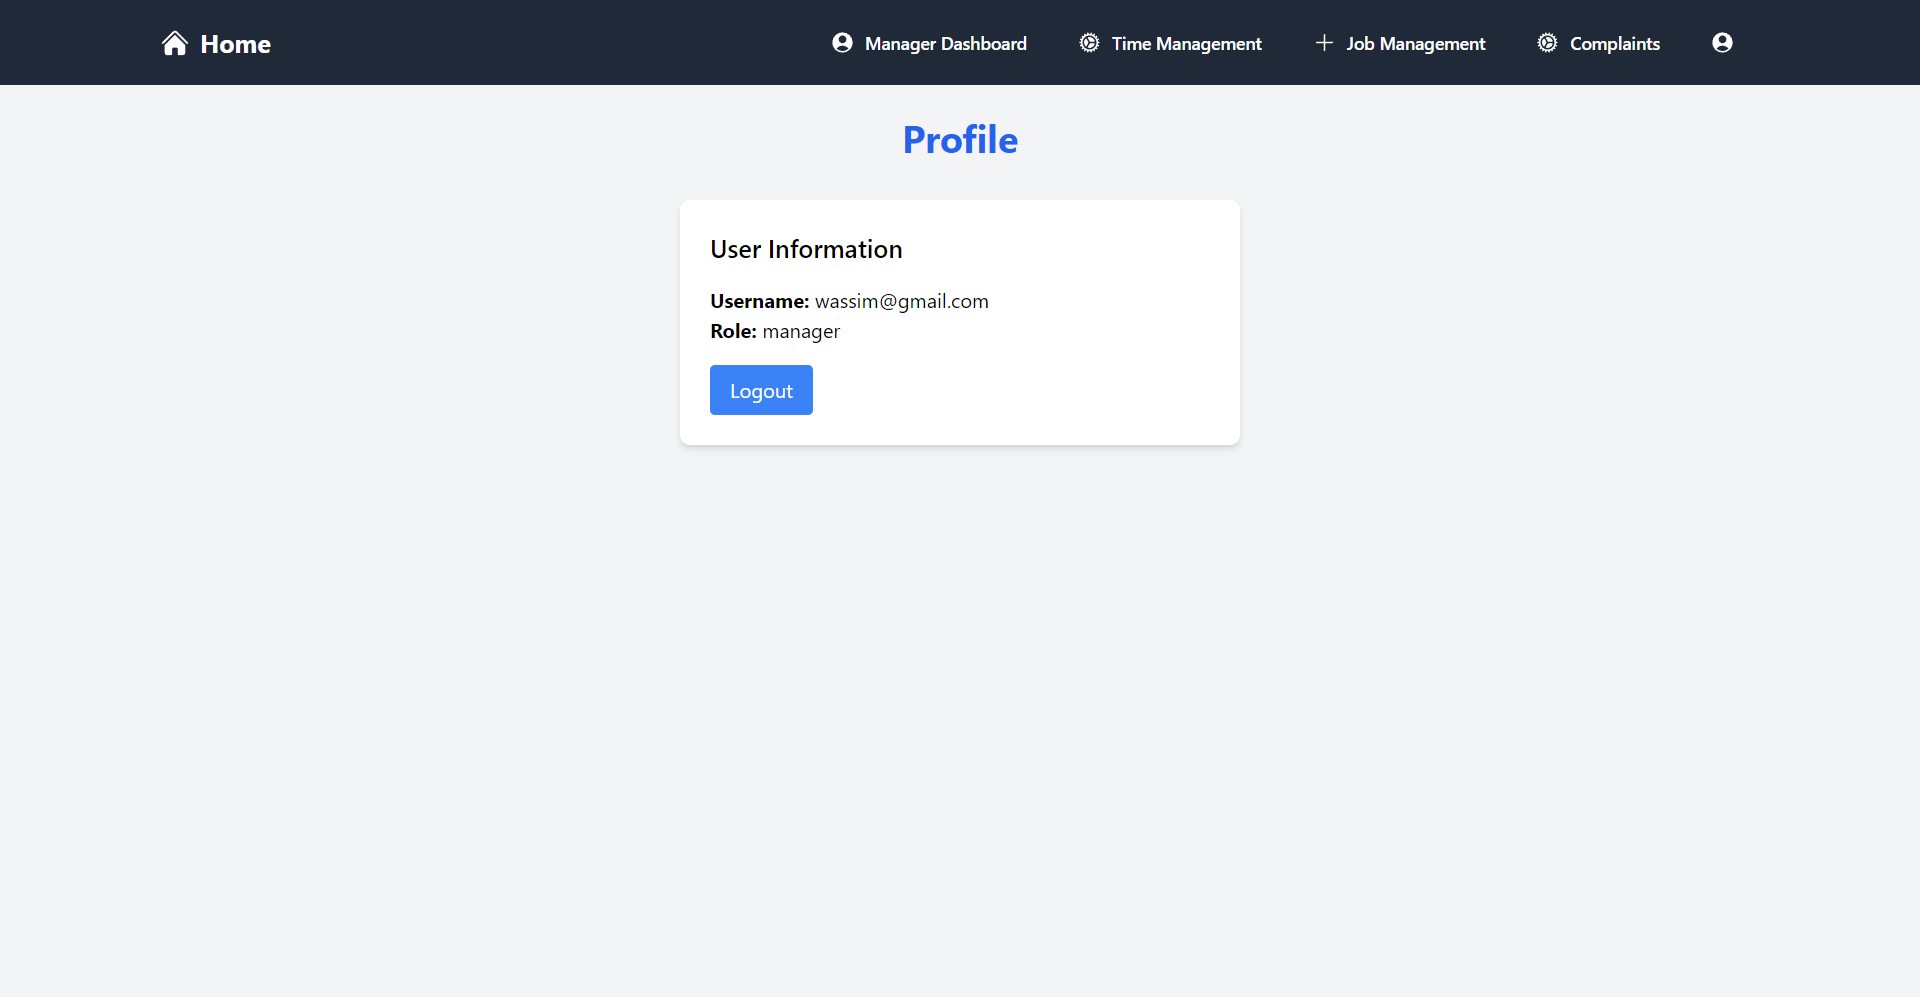 Home
Manager Dashboard
Time Management
Job Management
Complaints
Profile
User Information
Username: wassim@gmail.com
Role: manager
Logout